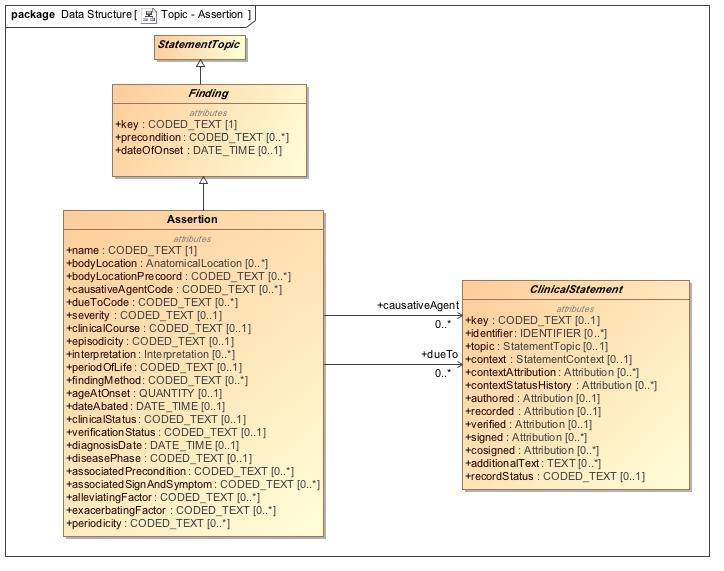 package Data Structure [ Topic - Assertion ]
StatementTopic
Finding
attributes
+key : CODED_TEXT [1]
+precondition : CODED_TEXT [0..*]
+dateOfOnset : DATE_TIME [0..1]
Assertion
attributes
+name : CODED_TEXT [1]
+bodyLocation : AnatomicalLocation [0..*]
+bodyLocationPrecoord : CODED_TEXT [0..*]
+causativeAgentCode : CODED_TEXT [0..*]
+dueToCode : CODED_TEXT [0..*]
+severity : CODED_TEXT [0..1]
+clinicalCourse : CODED_TEXT [0..1]
+episodicity : CODED_TEXT [0..1]
+interpretation : Interpretation [0..*]
+periodOfLife : CODED_TEXT [0..1]
+findingMethod : CODED_TEXT [0..*]
+ageAtOnset : QUANTITY [0..1]
+dateAbated : DATE_TIME [0..1]
+clinicalStatus : CODED_TEXT [0..1]
+verificationStatus : CODED_TEXT [0..1]
+diagnosisDate : DATE_TIME [0..1]
+diseasePhase : CODED_TEXT [0..1]
+associatedPrecondition : CODED_TEXT [0..*]
+associatedSignAndSymptom : CODED_TEXT [0..*]
+alleviatingFactor : CODED_TEXT [0..*]
+exacerbatingFactor : CODED_TEXT [0..*]
+periodicity : CODED_TEXT [0..*]
+causativeAgent
0..*
+dueTo
0..*
ClinicalStatement
attributes
+key : CODED_TEXT [0..1]
+identifier : IDENTIFIER [0..*]
+topic : StatementTopic [0..1]
+context : StatementContext [0..1]
+contextAttribution : Attribution [0..*]
+contextStatusHistory : Attribution [0..*]
+authored : Attribution [0..1]
+recorded : Attribution [0..1]
+verified : Attribution [0..1]
+signed : Attribution [0..*]
+cosigned : Attribution [0..*]
+additionalText : TEXT [0..*]
+recordStatus : CODED_TEXT [0..1]